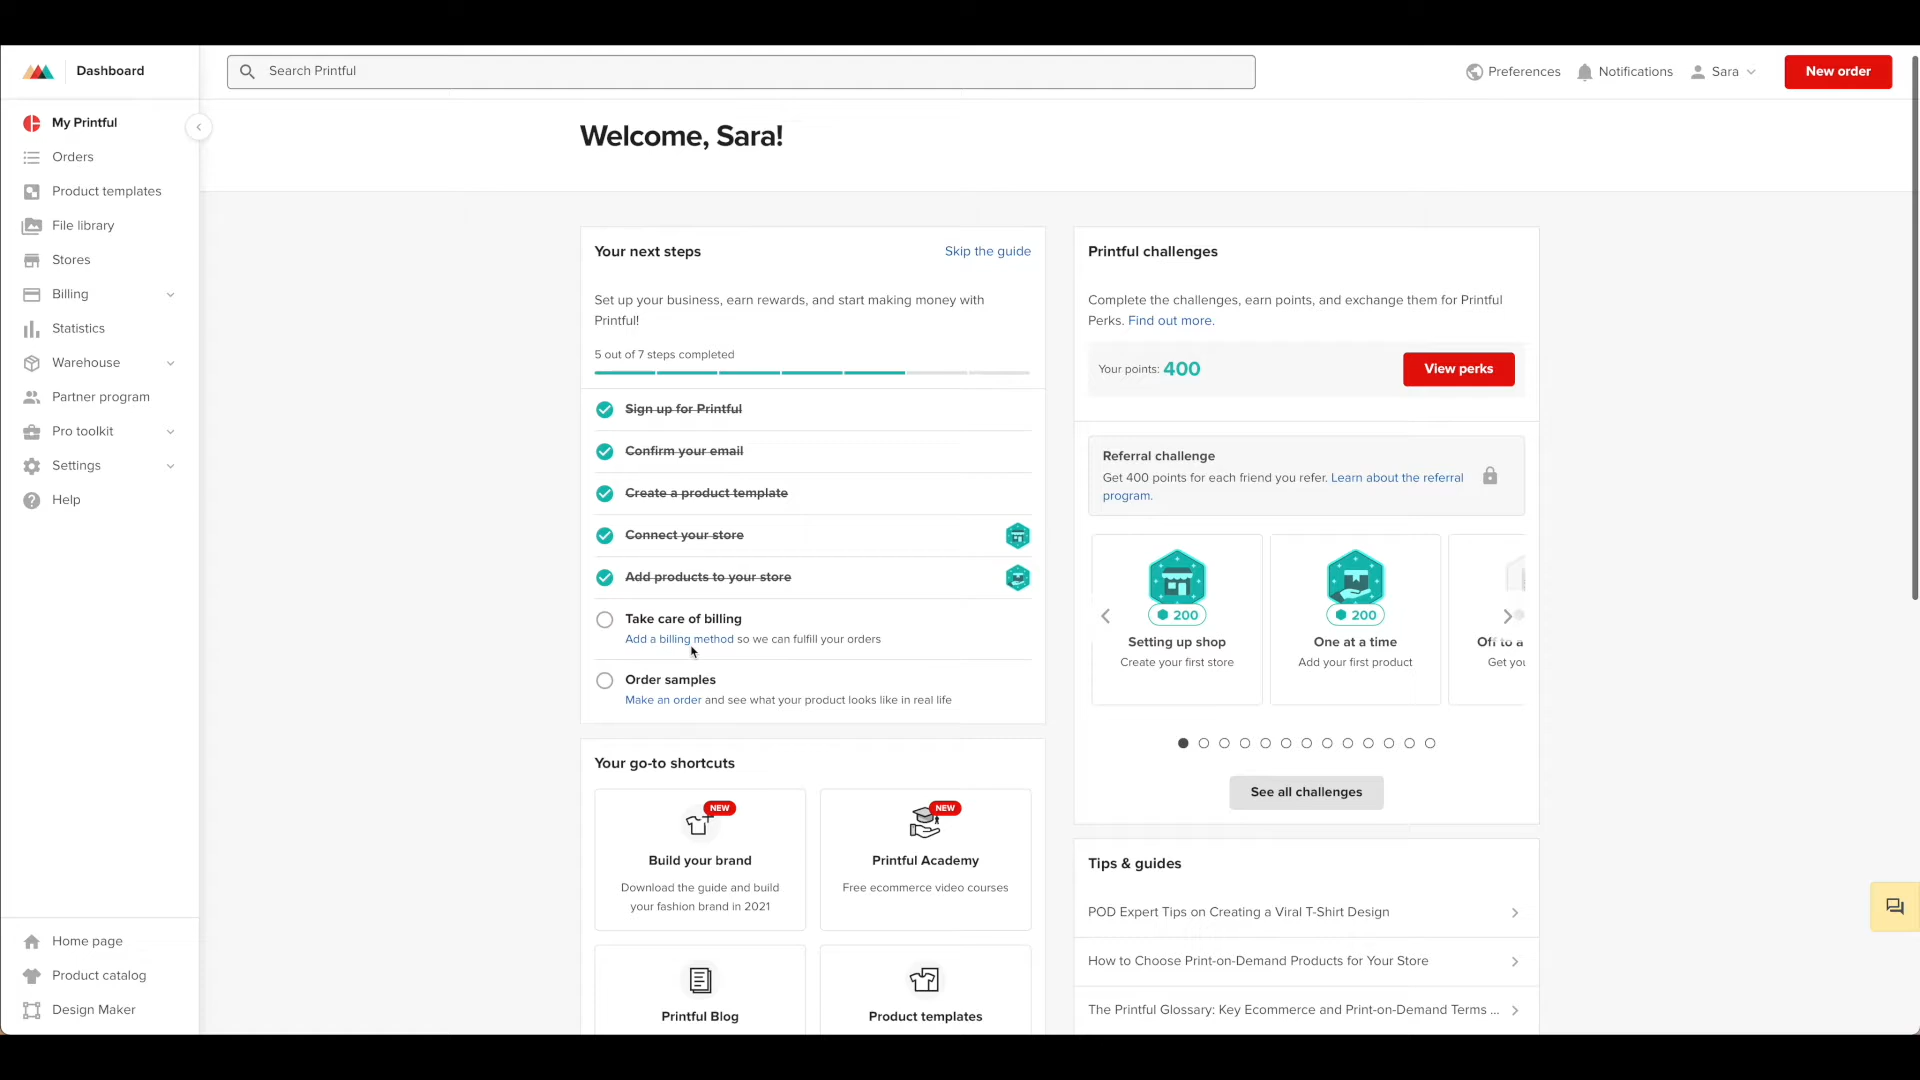 Dashboard
Search Printful
Preferences
Notifications
Sara
New order
My Printful
Orders
Product templates
File library
Stores
Billing
Statistics
Warehouse
Partner program
Pro toolkit
Settings
Help
Home page
Product catalog
Design Maker
Welcome, Sara!
Your next steps
Skip the guide
Set up your business, earn rewards, and start making money with
Printful!
5 out of 7 steps completed
Sign up for Printful
Confirm your email
Create a product template
Connect your store
Add products to your store
Take care of billing
Add a billing method so we can fulfill your orders
Order samples
Make an order and see what your product looks like in real life
Your go-to shortcuts
NEW
Build your brand
Download the guide and build
your fashion brand in 2021
NEW
Printful Academy
Free ecommerce video courses
Printful Blog
Product templates
Printful challenges
Complete the challenges, earn points, and exchange them for Printful
Perks. Find out more.
Your points: 400
View perks
Referral challenge
Get 400 points for each friend you refer. Learn about the referral
program.
200
Setting up shop
Create your first store
200
One at a time
Add your first product
Off to a
Get you
See all challenges
Tips & guides
POD Expert Tips on Creating a Viral T-Shirt Design
How to Choose Print-on-Demand Products for Your Store
The Printful Glossary: Key Ecommerce and Print-on-Demand Terms ...